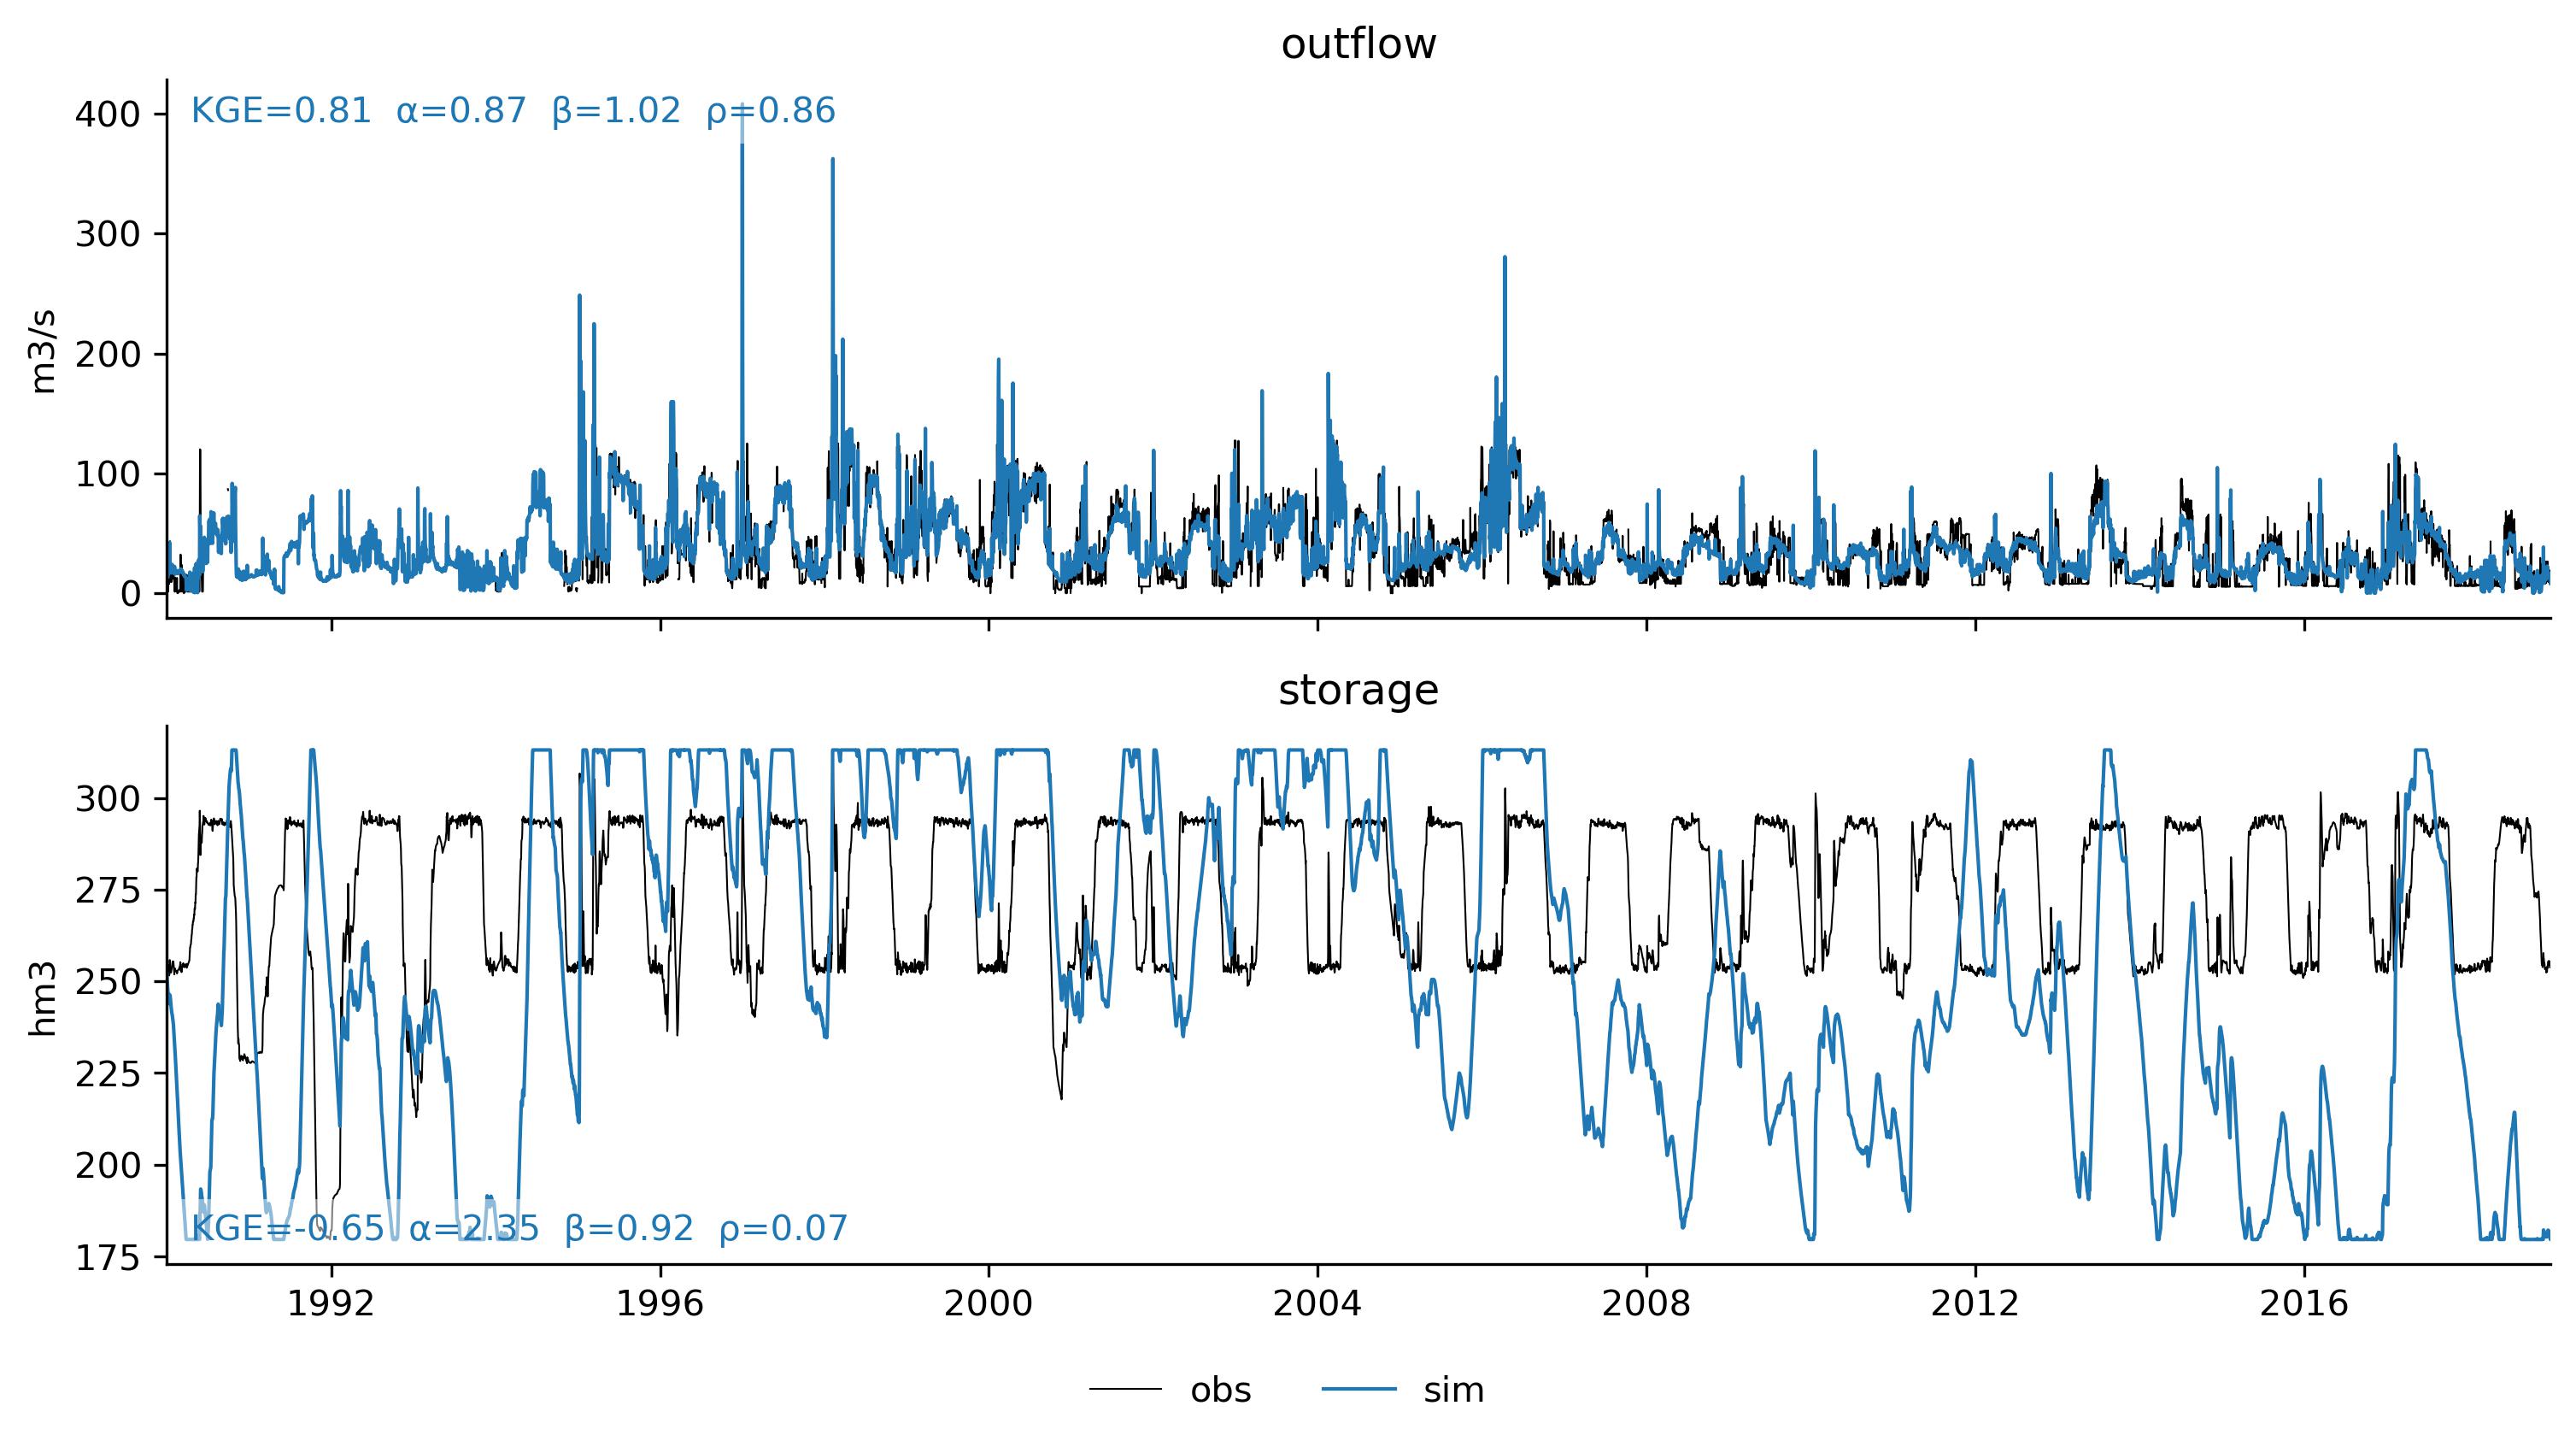 outflow
KGE=0.81 α=0.87 β=1.02 ρ=0.86
400
300
200
100
0
m3/s
storage
300
275
250
225
200
175
hm3
KGE=-0.65 α=2.35 β=0.92 ρ=0.07
1992 1996 2000 2004 2008 2012 2016
obs sim